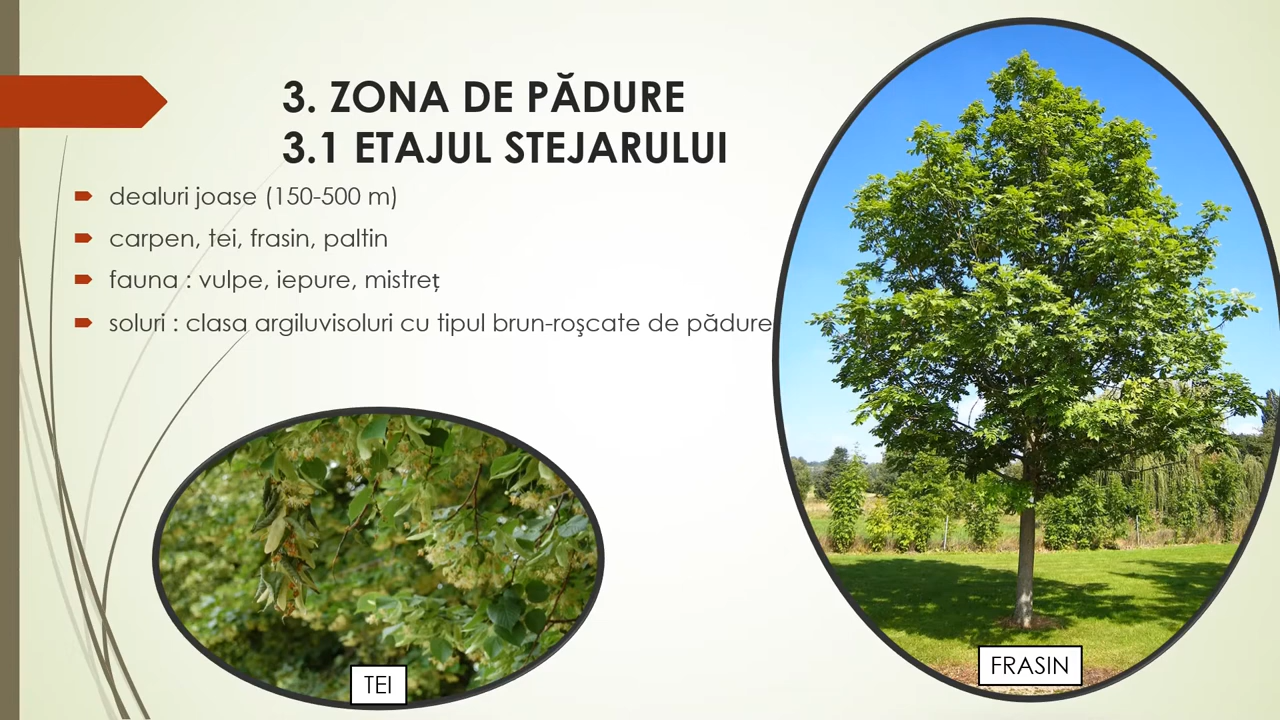 3. ZONA DE PĂDURE
3.1 ETAJUL STEJARULUI
dealuri joase (150-500 m)
carpen, tei, frasin, paltin
fauna : vulpe, iepure, mistreț
soluri : clasa argiluvisoluri cu tipul brun-roşcate de pădure
TEI
FRASIN